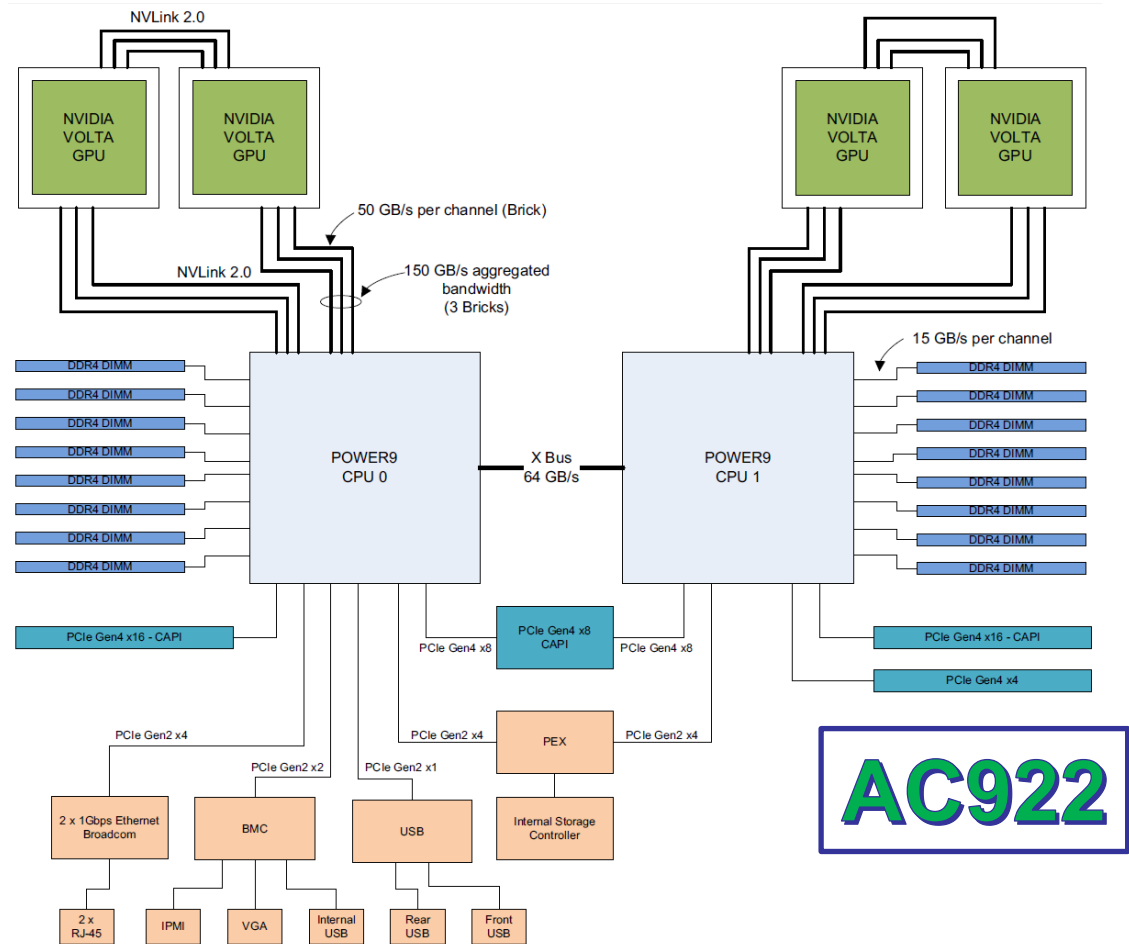 NVLink 2.0
NVIDIA
VOLTA
GPU
NVIDIA
VOLTA
GPU
NVIDIA
VOLTA
GPU
NVIDIA
VOLTA
GPU
50 GB/s per channel (Brick)
NVLink 2.0
150 GB/s aggregated
bandwidth
(3 Bricks)
15 GB/s per channel
DDR4 DIMM
DDR4 DIMM
DDR4 DIMM
DDR4 DIMM
DDR4 DIMM
DDR4 DIMM
DDR4 DIMM
DDR4 DIMM
POWER9
CPU 0
X Bus
64 GB/s
POWER9
CPU 1
DDR4 DIMM
DDR4 DIMM
DDR4 DIMM
DDR4 DIMM
DDR4 DIMM
DDR4 DIMM
DDR4 DIMM
DDR4 DIMM
PCIe Gen4 x16 - CAPI
PCIe Gen4 x8
PCIe Gen4 x8
CAPI
PCIe Gen4 x8
PCIe Gen4 x16 - CAPI
PCIe Gen4 x4
PCIe Gen2 x4
PCIe Gen2 x4
PEX
PCIe Gen2 x4
PCIe Gen2 x2
PCIe Gen2 x1
2 x 1Gbps Ethernet
Broadcom
BMC
USB
Internal Storage
Controller
AC922
2 x
RJ-45
IPMI
VGA
Internal
USB
Rear
USB
Front
USB